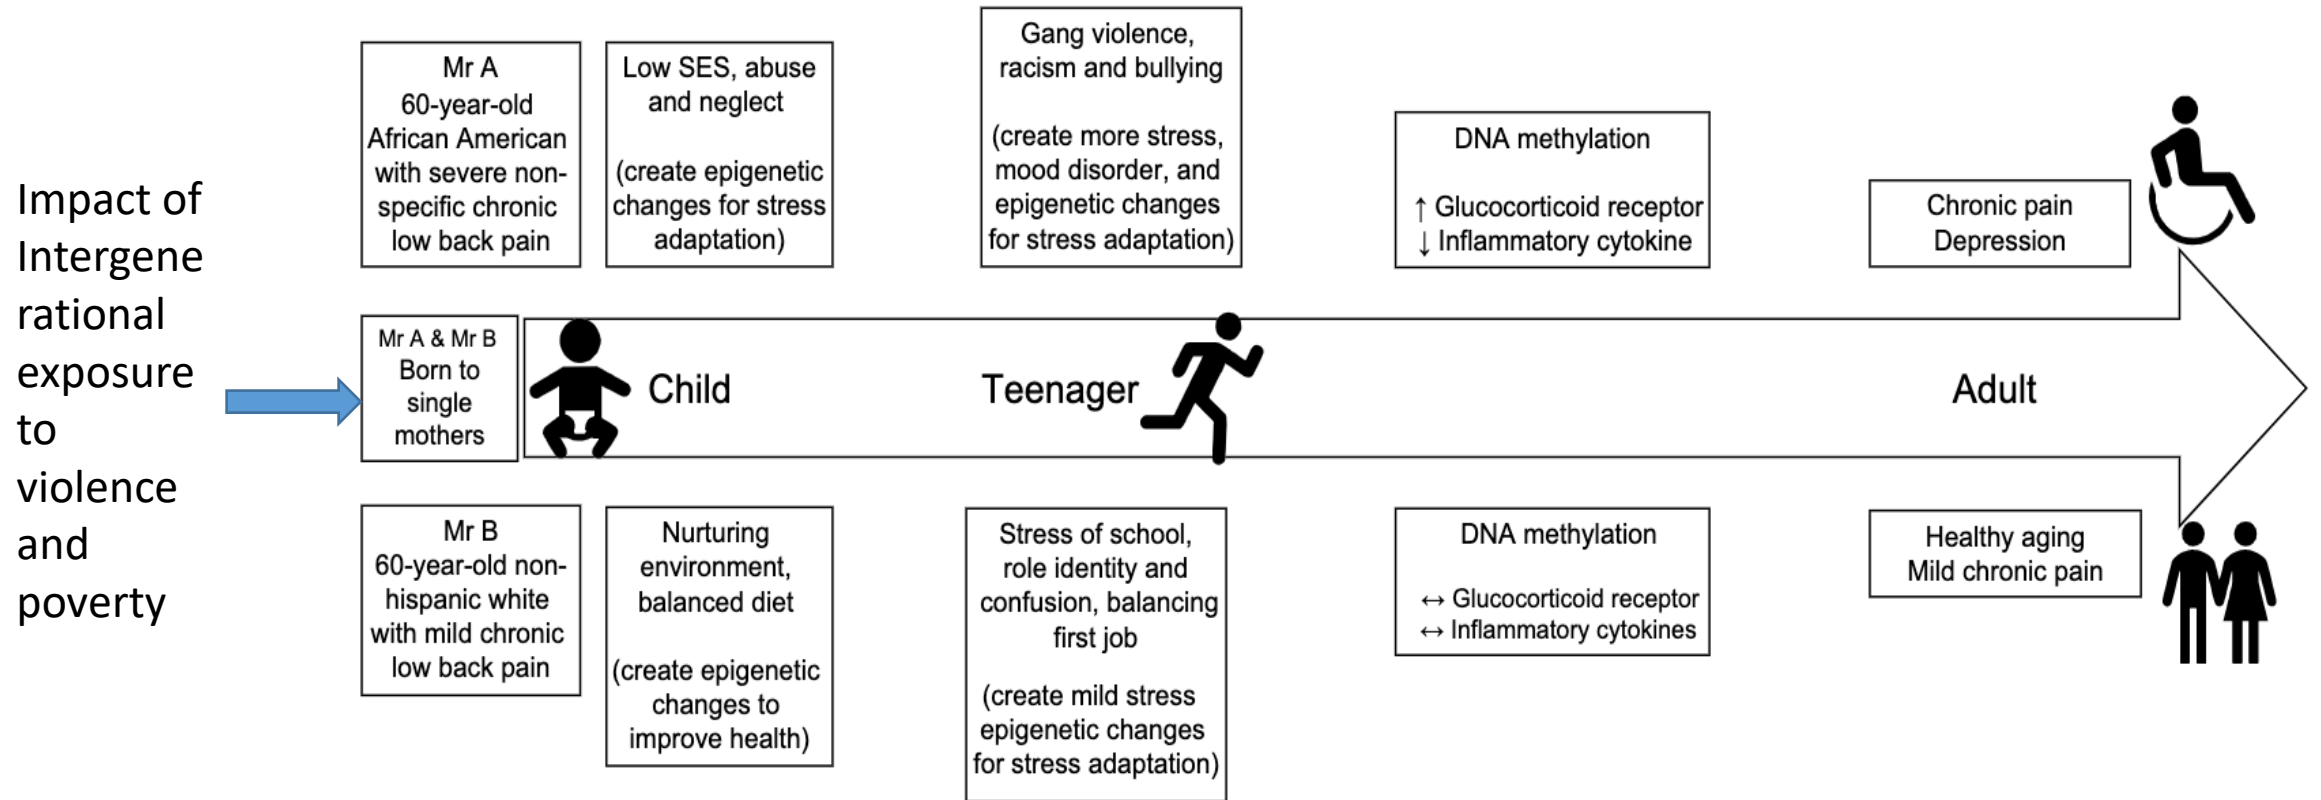 Impact of
Intergene
rational
exposure
to
violence
and
poverty
Mr A
60-year-old
African American
with severe non-
specific chronic
low back pain
Low SES, abuse
and neglect
(create epigenetic
changes for stress
adaptation)
Gang violence,
racism and bullying
(create more stress,
mood disorder, and
epigenetic changes
for stress adaptation)
DNA methylation
↑ Glucocorticoid receptor
↓ Inflammatory cytokine
Chronic pain
Depression
Mr A & Mr B
Born to
single
mothers
Child
Teenager
Adult
Mr B
60-year-old non-
hispanic white
with mild chronic
low back pain
Nurturing
environment,
balanced diet
(create epigenetic
changes to
improve health)
Stress of school,
role identity and
confusion, balancing
first job
(create mild stress
epigenetic changes
for stress adaptation)
DNA methylation
↔ Glucocorticoid receptor
↔ Inflammatory cytokines
Healthy aging
Mild chronic pain